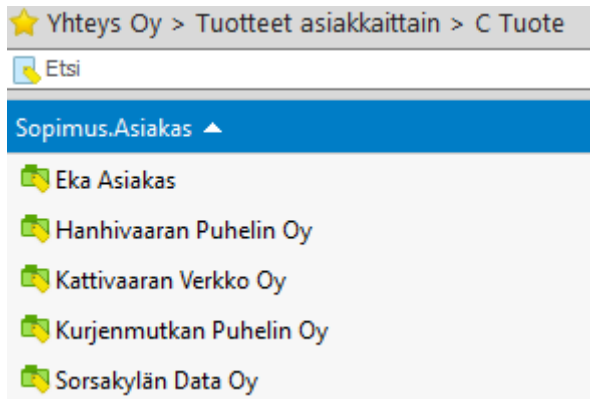 Yhteys Oy > Tuotteet asiakkaittain > C Tuote
Etsi
Sopimus.Asiakas
Eka Asiakas
Hanhivaaran Puhelin Oy
Kattivaaran Verkko Oy
Kurjenmutkan Puhelin Oy
Sorsakylän Data Oy